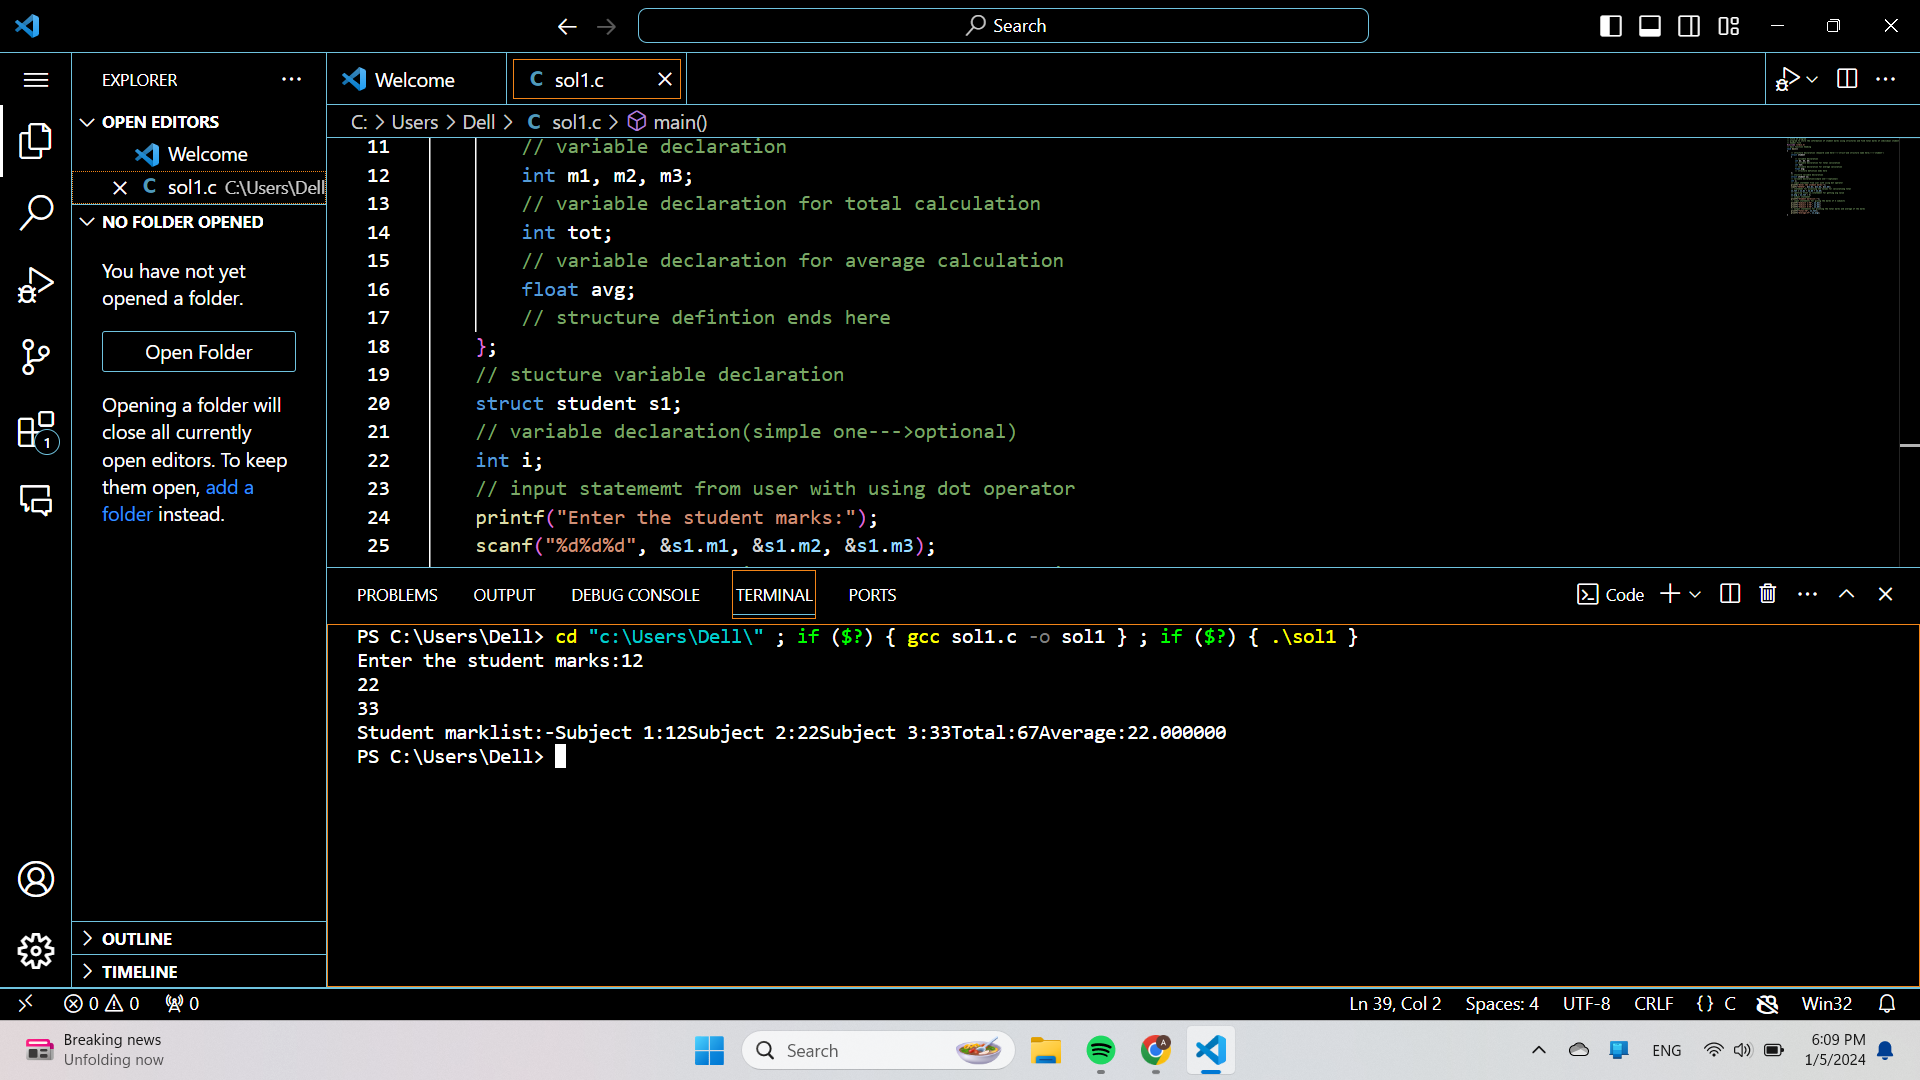 Search
EXPLORER
Welcome
C sol1.c
OPEN EDITORS
Welcome
C sol1.c C:\Users\Dell
NO FOLDER OPENED
You have not yet
opened a folder.
Open Folder
Opening a folder will
close all currently
open editors. To keep
them open, add a
folder instead.
1
OUTLINE
TIMELINE
C: > Users > Dell > C sol1.c > main()
11 // variable declaration
12 int m1, m2, m3;
13 // variable declaration for total calculation
14 int tot;
15 // variable declaration for average calculation
16 float avg;
17 // structure defintion ends here
18 };
19 // stucture variable declaration
20 struct student s1;
21 // variable declaration(simple one--->optional)
22 int i;
23 // input statememt from user with using dot operator
24 printf("Enter the student marks:");
25 scanf("%d%d%d", &s1.m1, &s1.m2, &s1.m3);
PROBLEMS OUTPUT DEBUG CONSOLE TERMINAL PORTS
Code
PS C:\Users\Dell> cd "c:\Users\Dell\" ; if ($?) { gcc sol1.c -o sol1 } ; if ($?) { .\sol1 }
Enter the student marks:12
22
33
Student marklist:-Subject 1:12Subject 2:22Subject 3:33Total:67Average:22.000000
PS C:\Users\Dell>
0 0 0
Ln 39, Col 2 Spaces: 4 UTF-8 CRLF {} C Win32
Breaking news
Unfolding now
Search
A
ENG
6:09 PM
1/5/2024